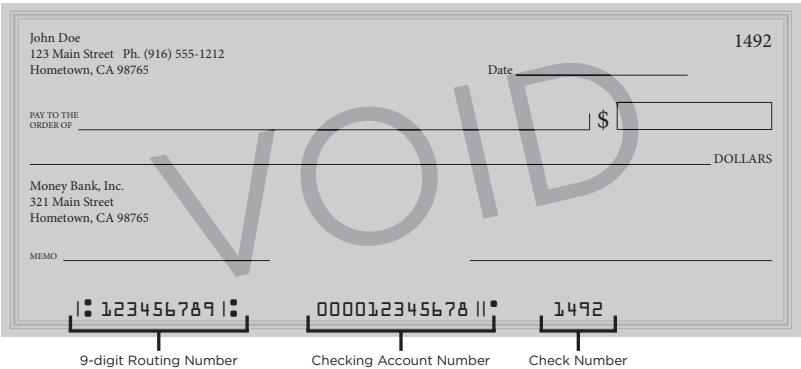 John Doe
123 Main Street Ph. (916) 555-1212
Hometown, CA 98765
1492
Date
PAY TO THE
ORDER OF
$
DOLLARS
VOID
Money Bank, Inc.
321 Main Street
Hometown, CA 98765
MEMO
|: 123456789 |: 000012345678 ||• 1492
9-digit Routing Number Checking Account Number Check Number